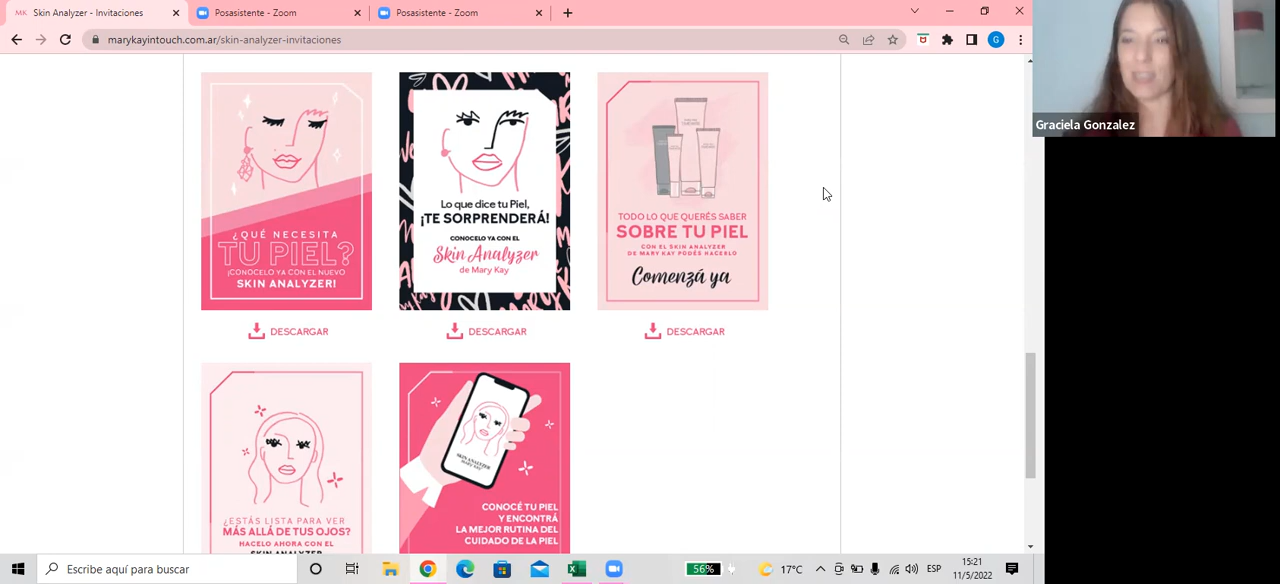 Skin Analyzer - Invitaciones
Posasistente - Zoom
Posasistente - Zoom
marykayintouch.com.ar/skin-analyzer-invitaciones
Graciela Gonzalez
¿QUÉ NECESITA
TU PIEL?
¡CONOCELO YA CON EL NUEVO
SKIN ANALYZER!
Lo que dice tu Piel,
¡TE SORPRENDERÁ!
CONOCELO YA CON EL
Skin Analyzer
de Mary Kay
TODO LO QUE QUERÉS SABER
SOBRE TU PIEL
CON EL SKIN ANALYZER
DE MARY KAY PODÉS HACERLO
Comenzá ya
DESCARGAR
DESCARGAR
DESCARGAR
¿ESTÁS LISTA PARA VER
MÁS ALLÁ DE TUS OJOS?
HACELO AHORA CON EL
SKIN ANALYZER
SKIN ANALYZER
MARY KAY
CONOCÉ TU PIEL
Y ENCONTRÁ
LA MEJOR RUTINA DEL
CUIDADO DE LA PIEL
Escribe aquí para buscar
56%
17°C
ESP
15:21
11/5/2022